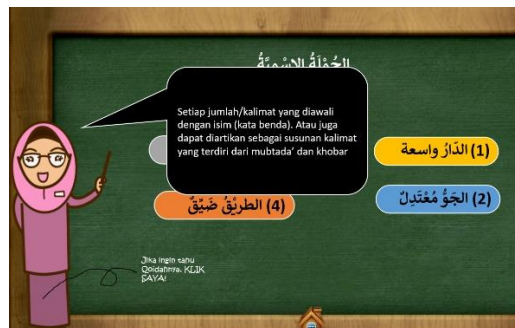 الجُمْلَةُ الاِسْمِيَّةُ
Setiap jumlah/kalimat yang diawali
dengan isim (kata benda). Atau juga
dapat diartikan sebagai susunan kalimat
yang terdiri dari mubtada’ dan khobar
(1) الدّارُ واسعة
(2) الجَوُّ مُعْتَدِلٌ
(4) الطريْقُ ضَيِّقٌ
Jika ingin tahu
Qoidahnya. KLIK
SAYA!